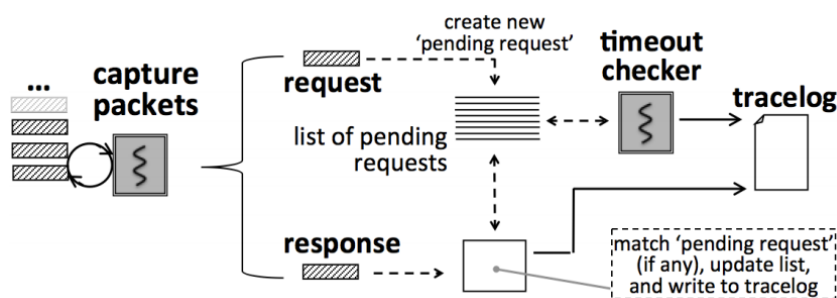 ...
capture
packets
request
create new
'pending request'
list of pending
requests
timeout
checker
tracelog
response
match 'pending request'
(if any), update list,
and write to tracelog